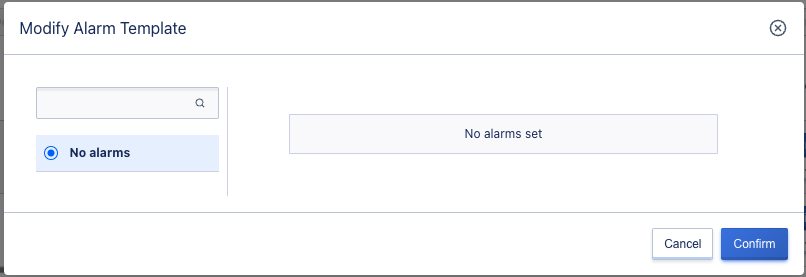 Modify Alarm Template
No alarms
No alarms set
Cancel
Confirm